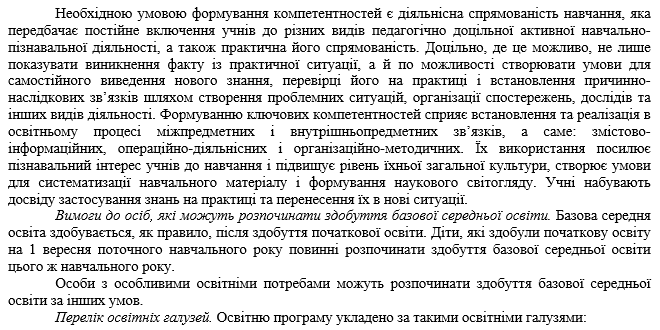 Необхідною умовою формування компетентностей є діяльнісна спрямованість навчання, яка
передбачає постійне включення учнів до різних видів педагогічно доцільної активної навчально-
пізнавальної діяльності, а також практична його спрямованість. Доцільно, де це можливо, не лише
показувати виникнення факту із практичної ситуації, а й по можливості створювати умови для
самостійного виведення нового знання, перевірці його на практиці і встановлення причинно-
наслідкових зв’язків шляхом створення проблемних ситуацій, організації спостережень, дослідів та
інших видів діяльності. Формуванню ключових компетентностей сприяє встановлення та реалізація в
освітньому процесі міжпредметних і внутрішньопредметних зв’язків, а саме: змістово-
інформаційних, операційно-діяльнісних і організаційно-методичних. Їх використання посилює
пізнавальний інтерес учнів до навчання і підвищує рівень їхньої загальної культури, створює умови
для систематизації навчального матеріалу і формування наукового світогляду. Учні набувають
досвіду застосування знань на практиці та перенесення їх в нові ситуації.
Вимоги до осіб, які можуть розпочинати здобуття базової середньої освіти. Базова середня
освіта здобувається, як правило, після здобуття початкової освіти. Діти, які здобули початкову освіту
на 1 вересня поточного навчального року повинні розпочинати здобуття базової середньої освіти
цього ж навчального року.
Особи з особливими освітніми потребами можуть розпочинати здобуття базової середньої
освіти за інших умов.
Перелік освітніх галузей. Освітню програму укладено за такими освітніми галузями: